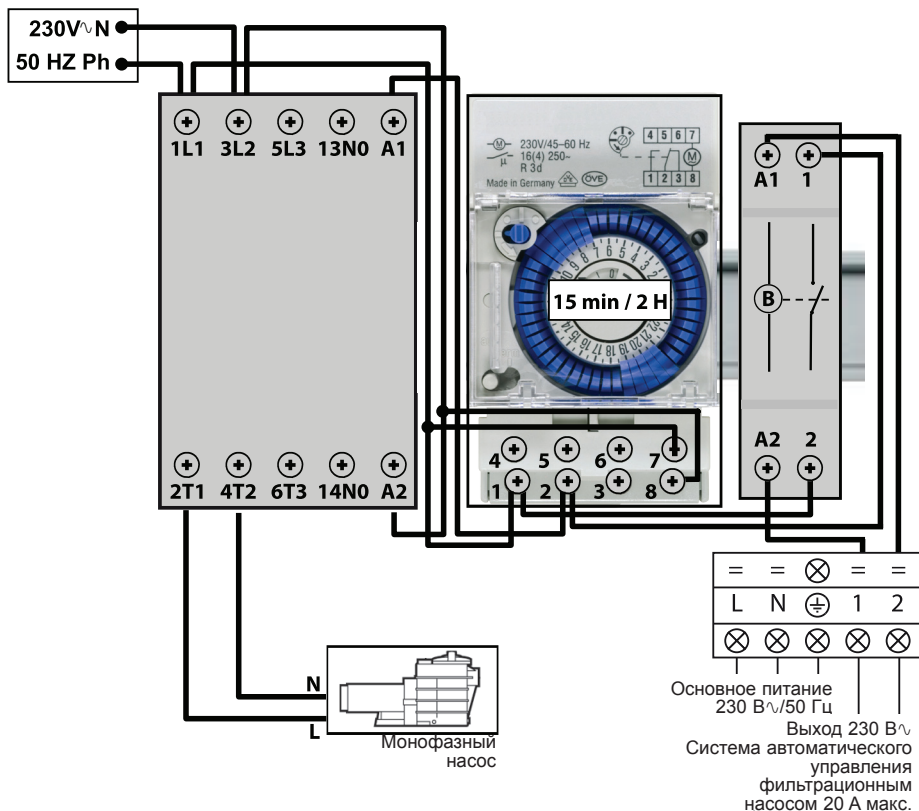 230V∿ N
50 HZ Ph
1L1 3L2 5L3 13N0 A1
2T1 4T2 6T3 14N0 A2
230V/45–60 Hz
16(4) 250~
R 3d
Made in Germany
ÖVE
M
μ
4 5 6 7
M
1 2 3 8
15 min / 2 H
4 5 6 7
1 2 3 8
A1 1
B
A2 2
= = = =
L N 1 2
Основное питание
230 В∿/50 Гц
Выход 230 В∿
Система автоматического
управления
фильтрационным
насосом 20 А макс.
N
L
Монофазный
насос